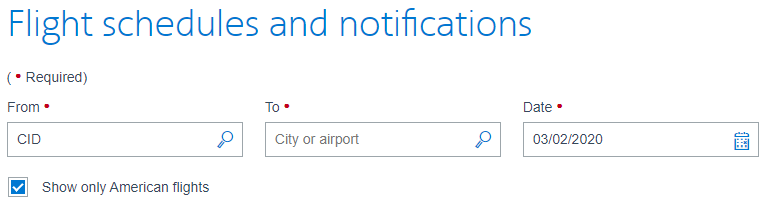 Flight schedules and notifications
( • Required)
From • To • Date •
CID City or airport 03/02/2020
Show only American flights